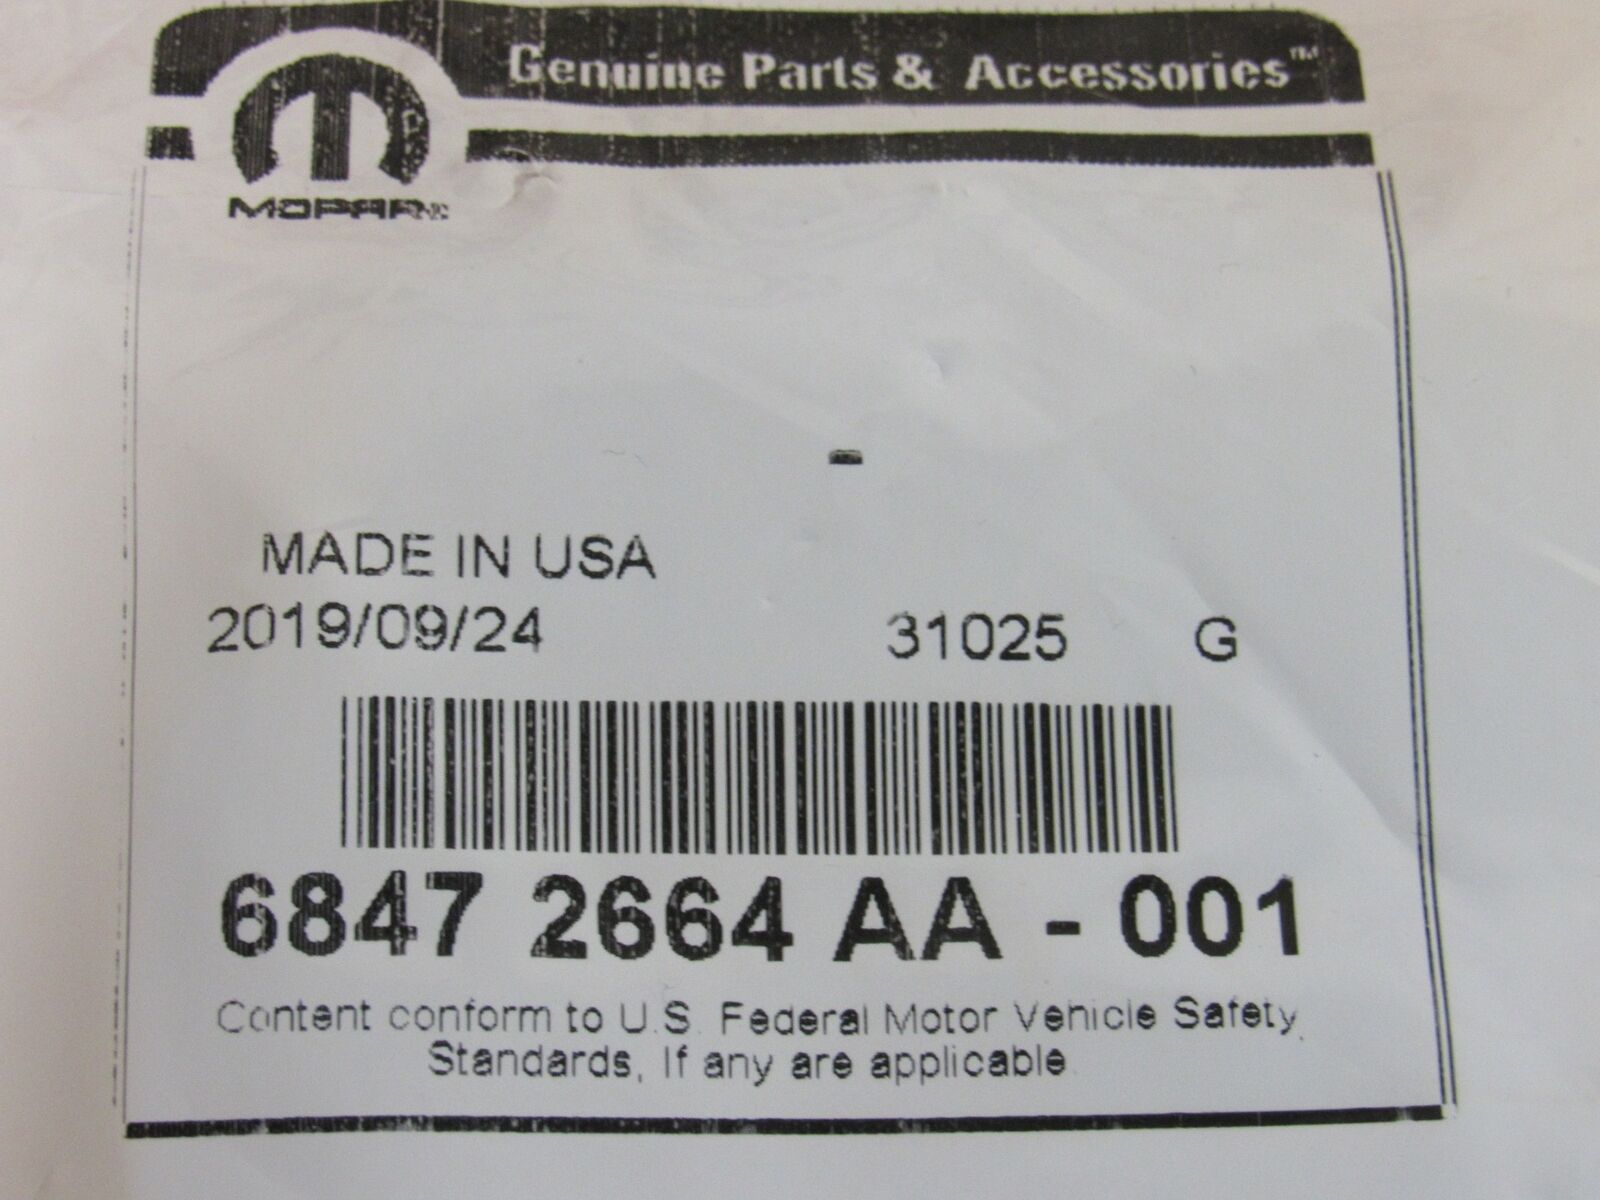 Genuine Parts & Accessories™
MOPAR
-
MADE IN USA
2019/09/24 31025 G
6847 2664 AA - 001
Content conform to U.S. Federal Motor Vehicle Safety
Standards, If any are applicable